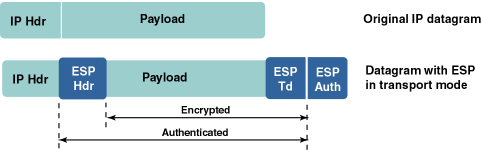 IP Hdr Payload Original IP datagram
IP Hdr ESP Hdr Payload ESP Td ESP Auth Datagram with ESP in transport mode
Encrypted
Authenticated